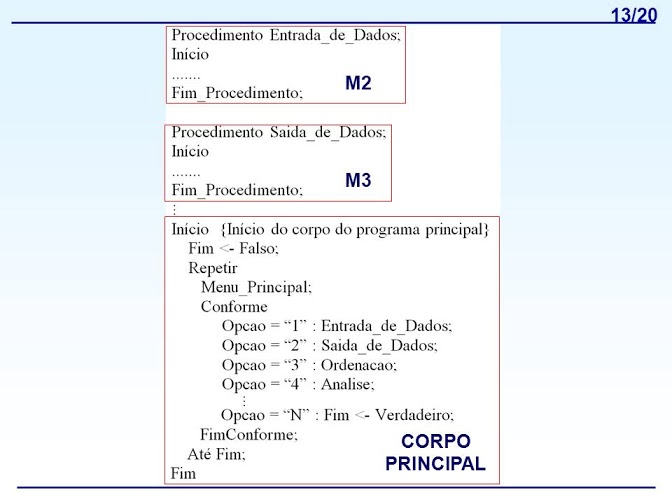 13/20
Procedimento Entrada_de_Dados;
Início
.......
Fim_Procedimento;
M2
Procedimento Saida_de_Dados;
Início
.......
Fim_Procedimento;
M3
⋮
Início {Início do corpo do programa principal}
Fim <- Falso;
Repetir
Menu_Principal;
Conforme
Opcao = “1” : Entrada_de_Dados;
Opcao = “2” : Saida_de_Dados;
Opcao = “3” : Ordenacao;
Opcao = “4” : Analise;
⋮
Opcao = “N” : Fim <- Verdadeiro;
FimConforme;
Até Fim;
Fim
CORPO
PRINCIPAL